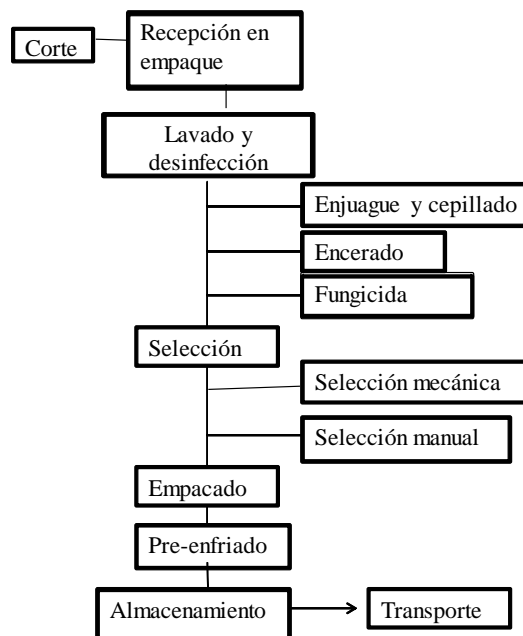 Corte
Recepción en
empaque
Lavado y
desinfección
Enjuague y cepillado
Encerado
Fungicida
Selección
Selección mecánica
Selección manual
Empacado
Pre-enfriado
Almacenamiento
Transporte